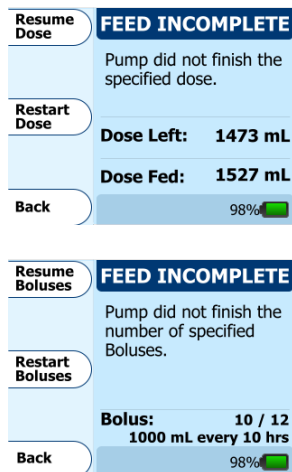 Resume
Dose
FEED INCOMPLETE
Pump did not finish the
specified dose.
Restart
Dose
Dose Left: 1473 mL
Dose Fed: 1527 mL
Back
98%
Resume
Boluses
FEED INCOMPLETE
Pump did not finish the
number of specified
Boluses.
Restart
Boluses
Bolus: 10 / 12
1000 mL every 10 hrs
Back
98%